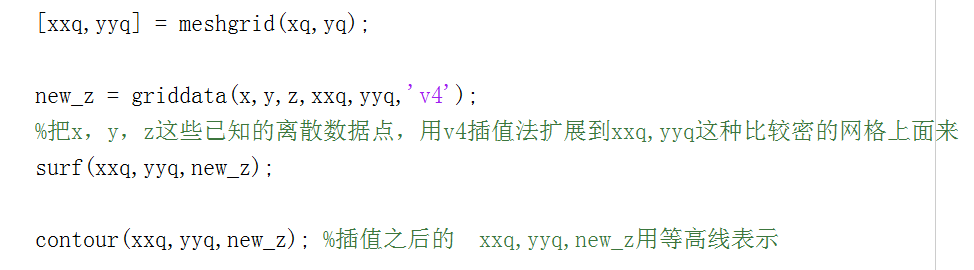 [xxq,yyq] = meshgrid(xq,yq);
new_z = griddata(x,y,z,xxq,yyq,'v4');
%把x，y，z这些已知的离散数据点，用v4插值法扩展到xxq,yyq这种比较密的网格上面来
surf(xxq,yyq,new_z);
contour(xxq,yyq,new_z); %插值之后的  xxq,yyq,new_z用等高线表示